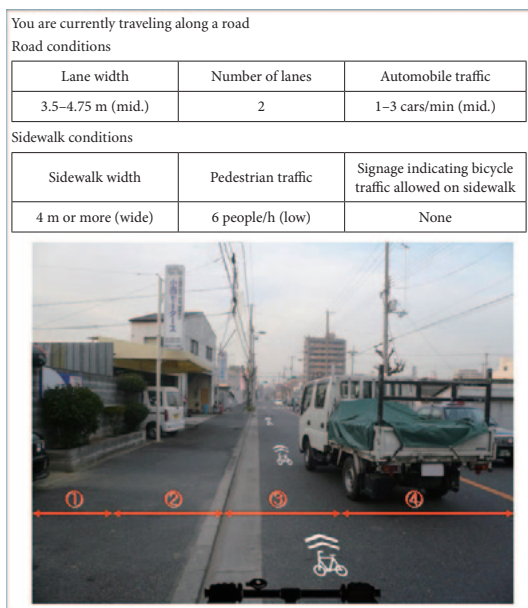 You are currently traveling along a road
Road conditions
Lane width Number of lanes Automobile traffic
3.5–4.75 m (mid.) 2 1–3 cars/min (mid.)
Sidewalk conditions
Sidewalk width Pedestrian traffic Signage indicating bicycle
traffic allowed on sidewalk
4 m or more (wide) 6 people/h (low) None
① ② ③ ④